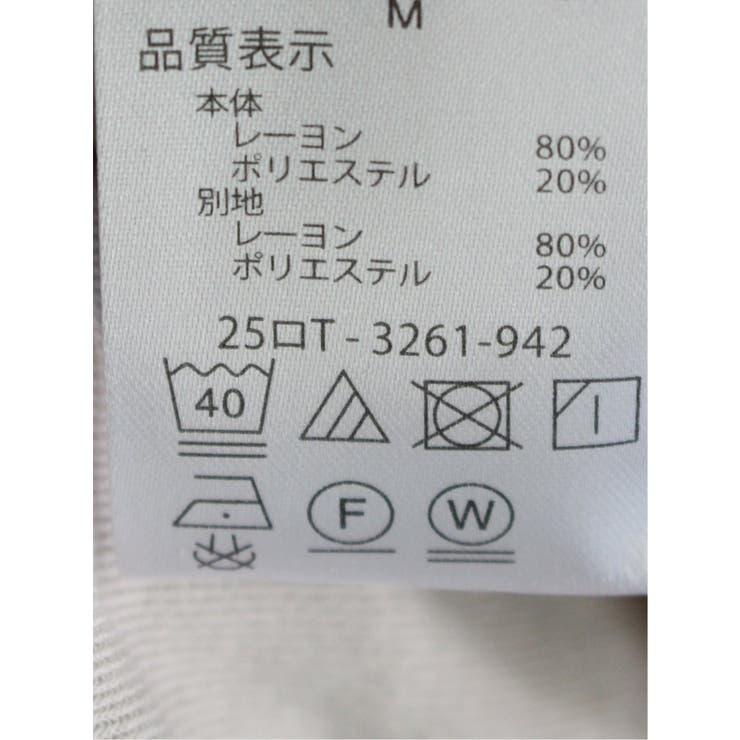 M
品質表示
本体
レーヨン 80%
ポリエステル 20%
別地
レーヨン 80%
ポリエステル 20%
25ロT-3261-942
40
F W